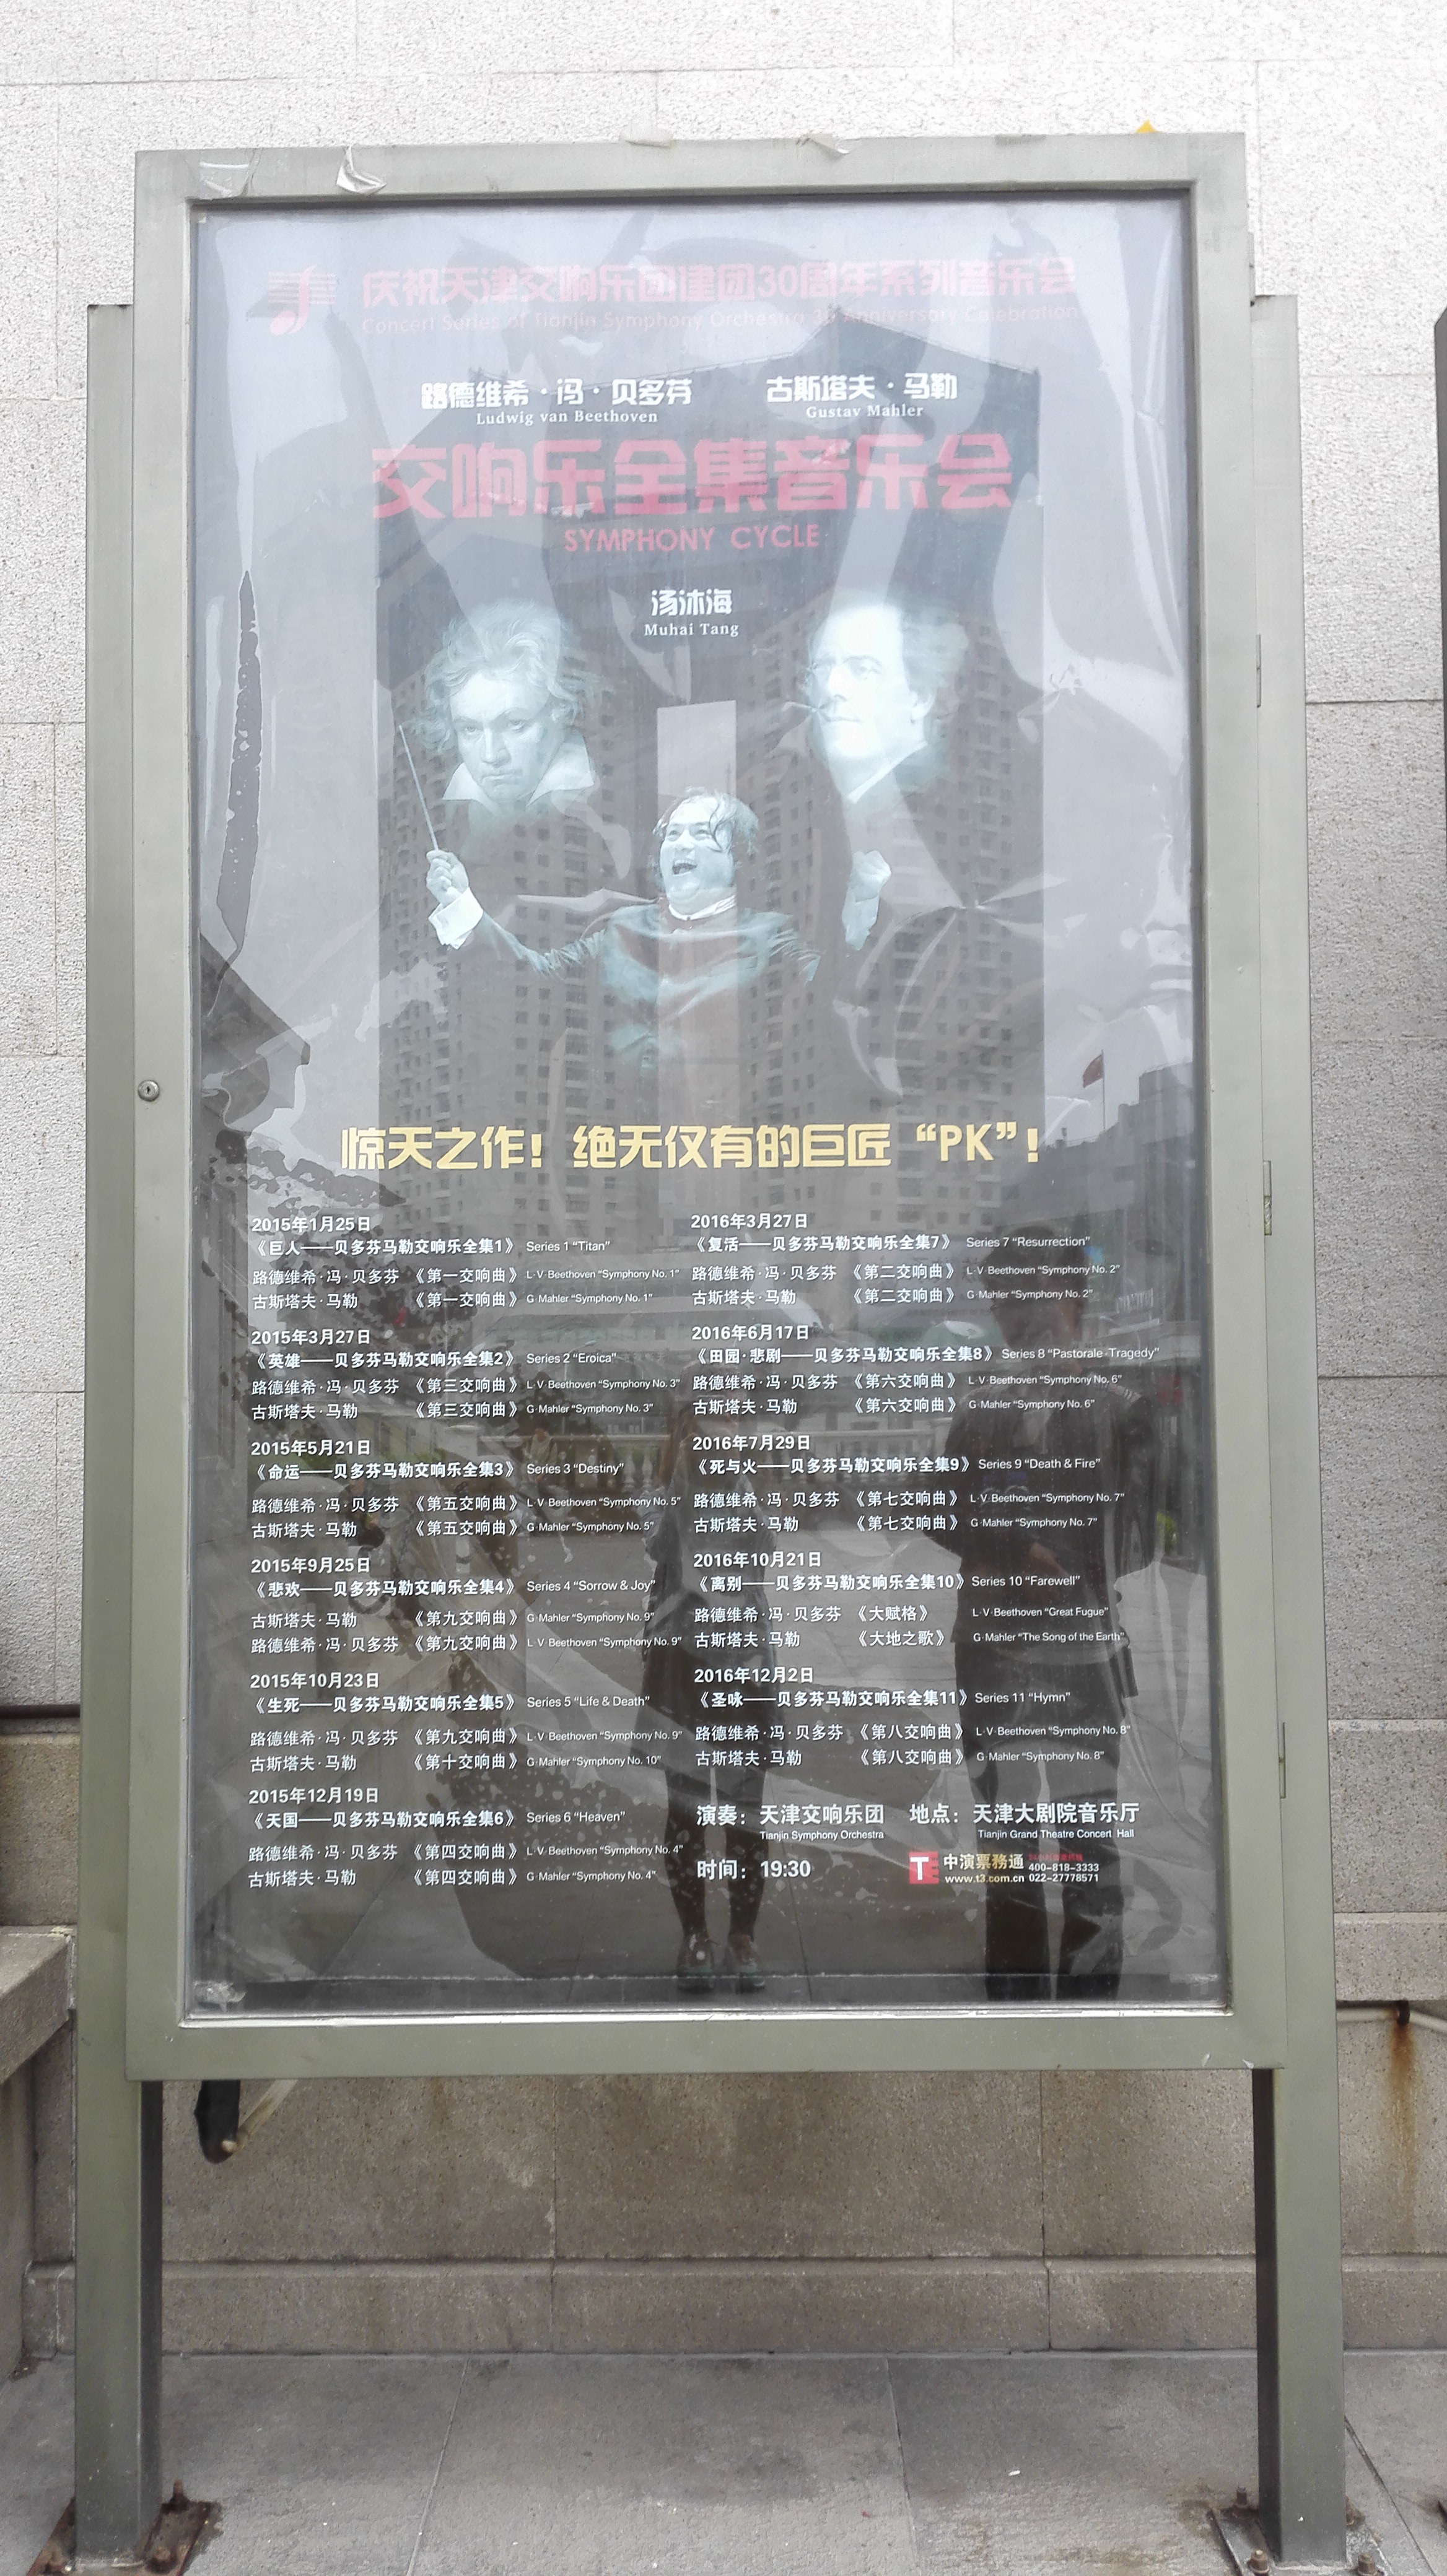 庆祝天津交响乐团建团30周年系列音乐会
Concert Series of Tianjin Symphony Orchestra 30 Anniversary Celebration
路德维希·冯·贝多芬 古斯塔夫·马勒
Ludwig van Beethoven Gustav Mahler
交响乐全集音乐会
SYMPHONY CYCLE
汤沐海
Muhai Tang
惊天之作！绝无仅有的巨匠“PK”！
2015年1月25日
《巨人——贝多芬马勒交响乐全集1》 Series 1 “Titan”
路德维希·冯·贝多芬 《第一交响曲》 L·V·Beethoven “Symphony No. 1”
古斯塔夫·马勒 《第一交响曲》 G·Mahler “Symphony No. 1”
2015年3月27日
《英雄——贝多芬马勒交响乐全集2》 Series 2 “Eroica”
路德维希·冯·贝多芬 《第三交响曲》 L·V·Beethoven “Symphony No. 3”
古斯塔夫·马勒 《第三交响曲》 G·Mahler “Symphony No. 3”
2015年5月21日
《命运——贝多芬马勒交响乐全集3》 Series 3 “Destiny”
路德维希·冯·贝多芬 《第五交响曲》 L·V·Beethoven “Symphony No. 5”
古斯塔夫·马勒 《第五交响曲》 G·Mahler “Symphony No. 5”
2015年9月25日
《悲欢——贝多芬马勒交响乐全集4》 Series 4 “Sorrow & Joy”
古斯塔夫·马勒 《第九交响曲》 G·Mahler “Symphony No. 9”
路德维希·冯·贝多芬 《第九交响曲》 L·V·Beethoven “Symphony No. 9”
2015年10月23日
《生死——贝多芬马勒交响乐全集5》 Series 5 “Life & Death”
路德维希·冯·贝多芬 《第九交响曲》 L·V·Beethoven “Symphony No. 9”
古斯塔夫·马勒 《第十交响曲》 G·Mahler “Symphony No. 10”
2015年12月19日
《天国——贝多芬马勒交响乐全集6》 Series 6 “Heaven”
路德维希·冯·贝多芬 《第四交响曲》 L·V·Beethoven “Symphony No. 4”
古斯塔夫·马勒 《第四交响曲》 G·Mahler “Symphony No. 4”
2016年3月27日
《复活——贝多芬马勒交响乐全集7》 Series 7 “Resurrection”
路德维希·冯·贝多芬 《第二交响曲》 L·V·Beethoven “Symphony No. 2”
古斯塔夫·马勒 《第二交响曲》 G·Mahler “Symphony No. 2”
2016年6月17日
《田园·悲剧——贝多芬马勒交响乐全集8》 Series 8 “Pastorale·Tragedy”
路德维希·冯·贝多芬 《第六交响曲》 L·V·Beethoven “Symphony No. 6”
古斯塔夫·马勒 《第六交响曲》 G·Mahler “Symphony No. 6”
2016年7月29日
《死与火——贝多芬马勒交响乐全集9》 Series 9 “Death & Fire”
路德维希·冯·贝多芬 《第七交响曲》 L·V·Beethoven “Symphony No. 7”
古斯塔夫·马勒 《第七交响曲》 G·Mahler “Symphony No. 7”
2016年10月21日
《离别——贝多芬马勒交响乐全集10》 Series 10 “Farewell”
路德维希·冯·贝多芬 《大赋格》 L·V·Beethoven “Great Fugue”
古斯塔夫·马勒 《大地之歌》 G·Mahler “The Song of the Earth”
2016年12月2日
《圣咏——贝多芬马勒交响乐全集11》 Series 11 “Hymn”
路德维希·冯·贝多芬 《第八交响曲》 L·V·Beethoven “Symphony No. 8”
古斯塔夫·马勒 《第八交响曲》 G·Mahler “Symphony No. 8”
演奏：天津交响乐团 地点：天津大剧院音乐厅
Tianjin Symphony Orchestra Tianjin Grand Theatre Concert Hall
时间：19:30
中演票務通 400-818-3333
www.t3.com.cn 022-27778571